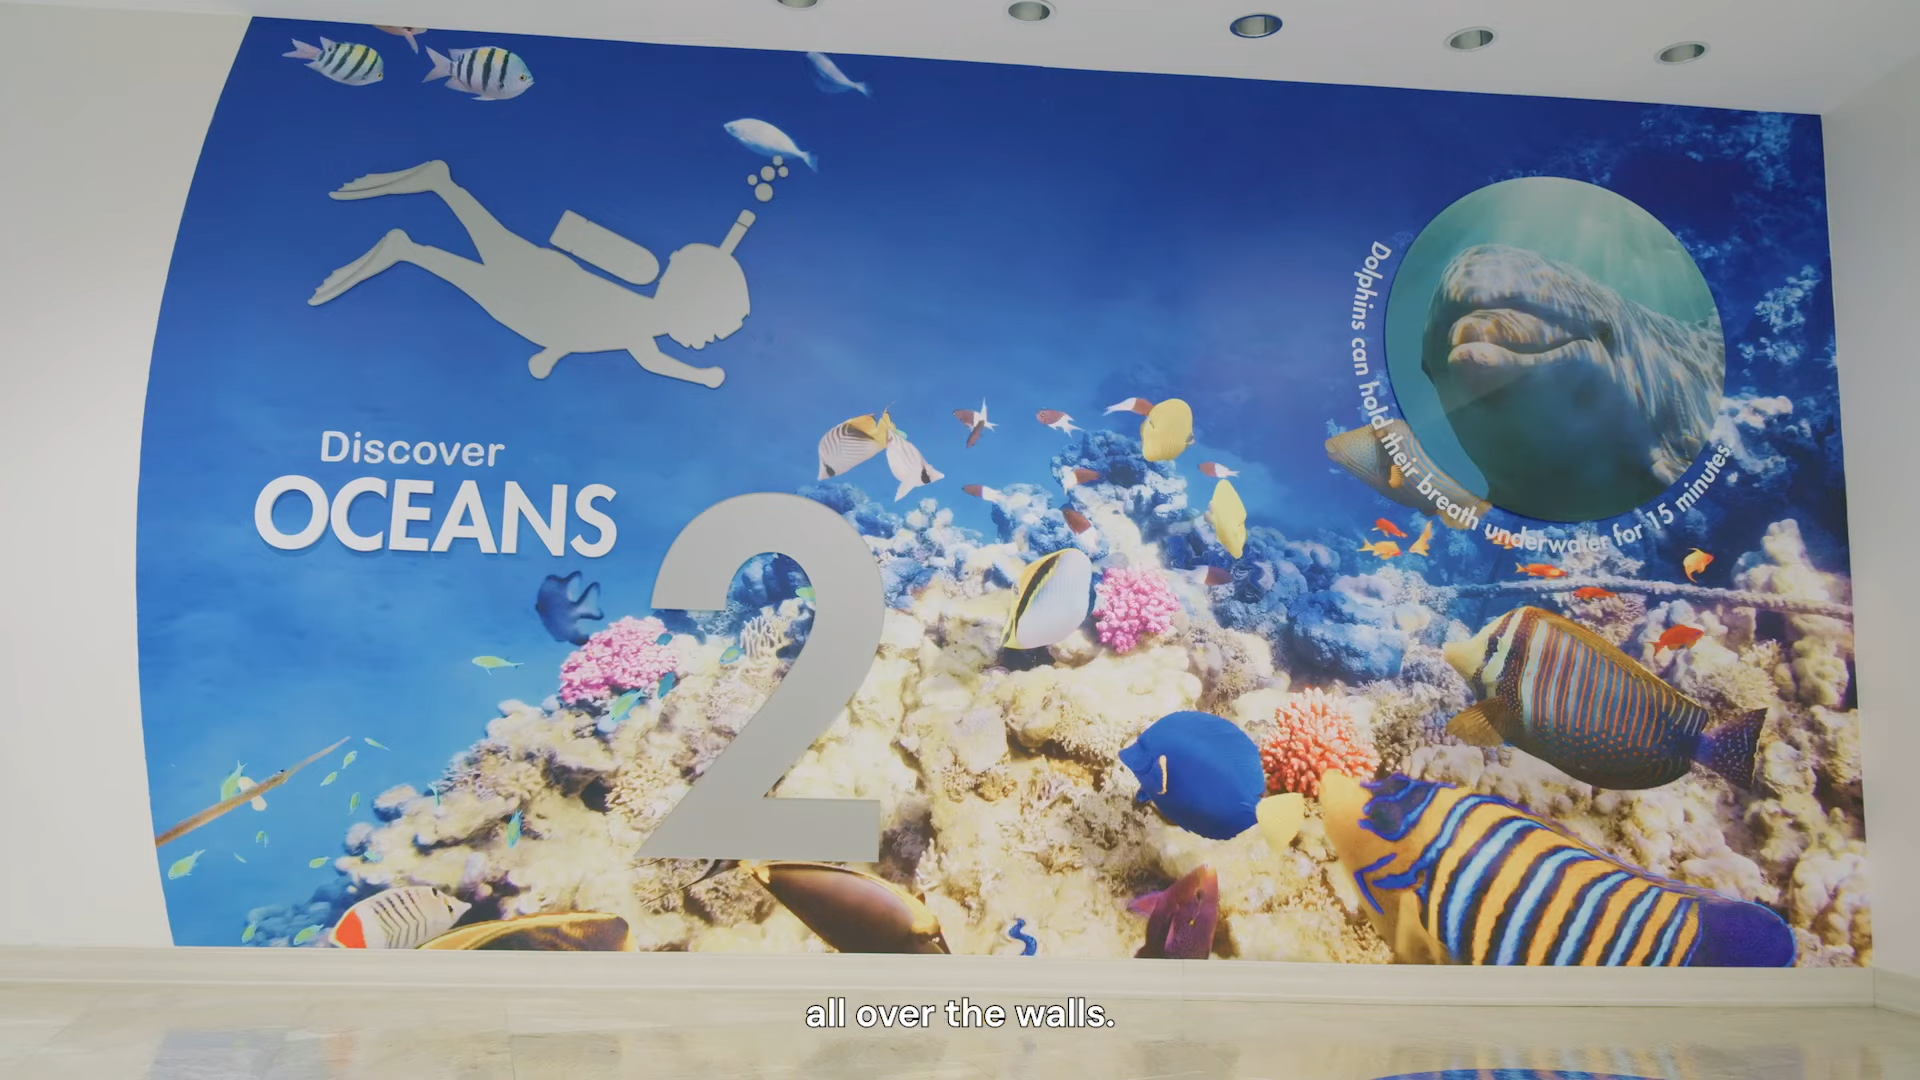 Discover
OCEANS
2
Dolphins can hold their breath underwater for 15 minutes
all over the walls.